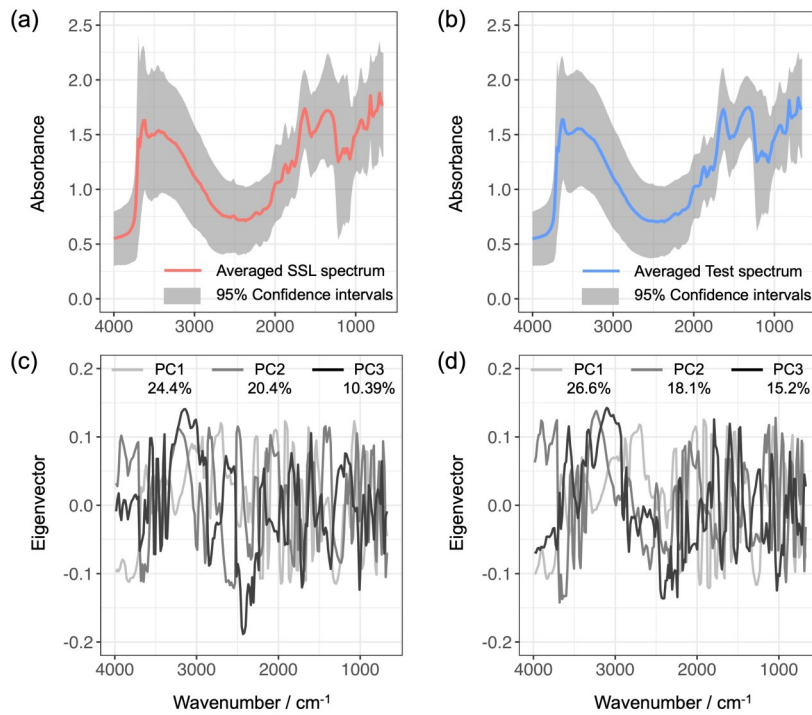 (a)
2.5
2.0
1.5
1.0
0.5
0.0
Absorbance
Averaged SSL spectrum
95% Confidence intervals
4000 3000 2000 1000
(b)
2.5
2.0
1.5
1.0
0.5
0.0
Absorbance
Averaged Test spectrum
95% Confidence intervals
4000 3000 2000 1000
(c)
0.2
0.1
0.0
-0.1
-0.2
Eigenvector
PC1 PC2 PC3
24.4% 20.4% 10.39%
4000 3000 2000 1000
Wavenumber / cm⁻¹
(d)
0.2
0.1
0.0
-0.1
-0.2
Eigenvector
PC1 PC2 PC3
26.6% 18.1% 15.2%
4000 3000 2000 1000
Wavenumber / cm⁻¹